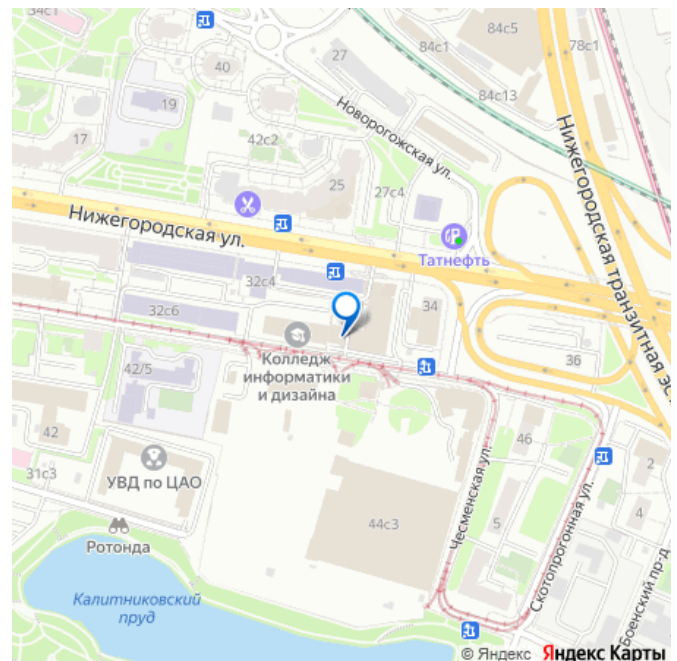 34с1
84с5
78с1
27
84с1
40
84с13
19
Новорогожская ул.
17
42с2
25
27с4
Нижегородская транзитная эс
Нижегородская ул.
Татнефть
32с4
34
32с6
Колледж
информатики
и дизайна
36
42/5
42
46
2
31с3
УВД по ЦАО
Чесменская ул.
Скотопрогонная ул.
44с3
5
4
Ротонда
Боенский пр-д
Калитниковский
пруд
© Яндекс Яндекс Карты